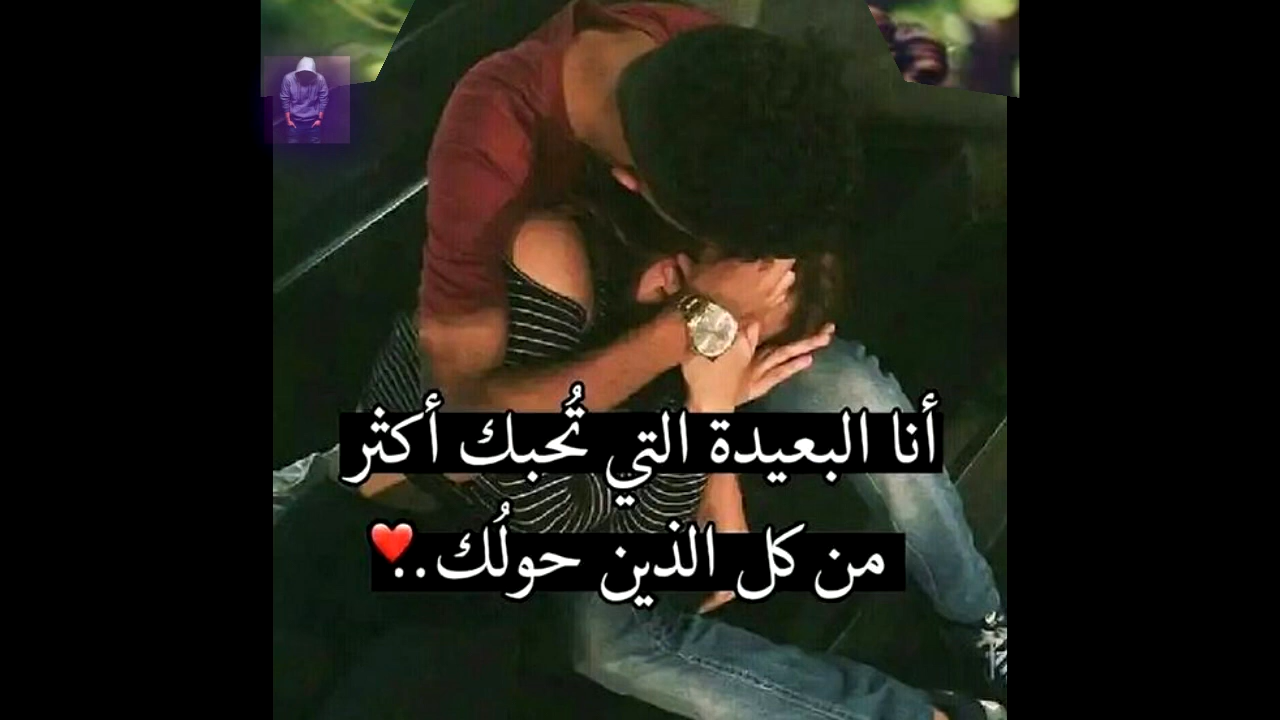 أنا البعيدة التي تُحبك أكثر
من كل الذين حولُك..❤